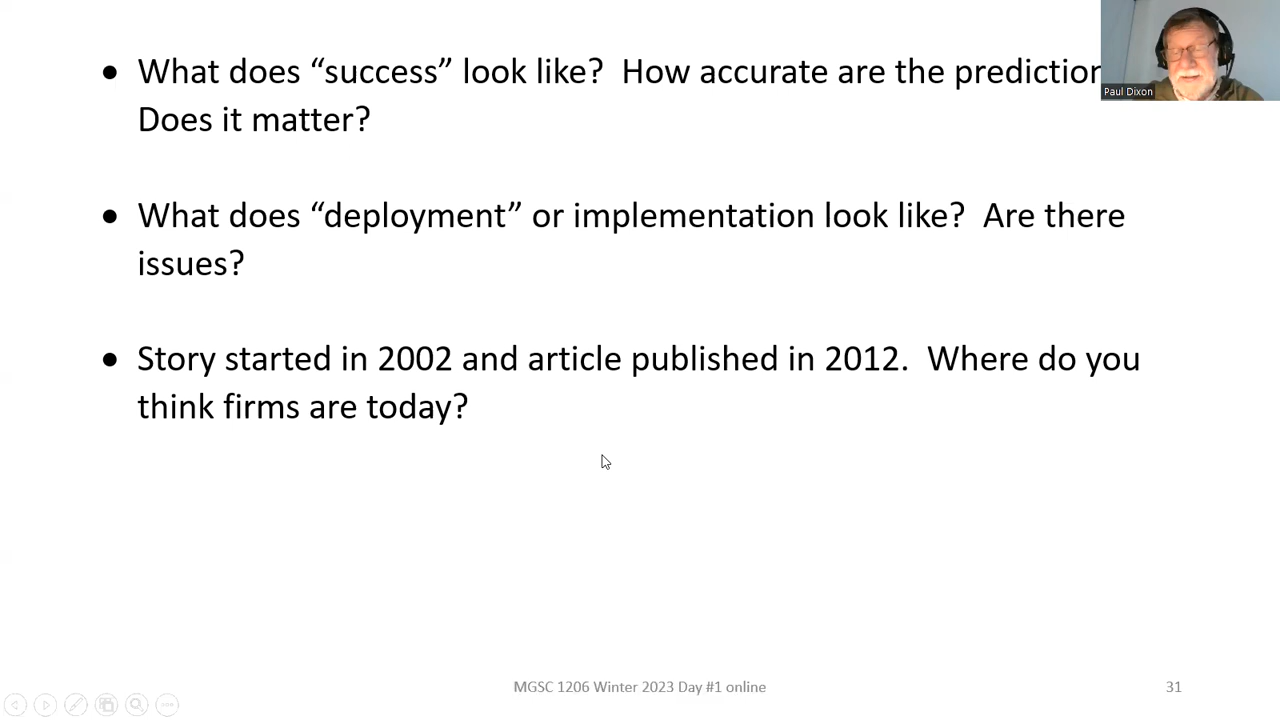 • What does “success” look like?  How accurate are the prediction
Does it matter?
• What does “deployment” or implementation look like?  Are there
issues?
• Story started in 2002 and article published in 2012.  Where do you
think firms are today?
Paul Dixon
MGSC 1206 Winter 2023 Day #1 online
31